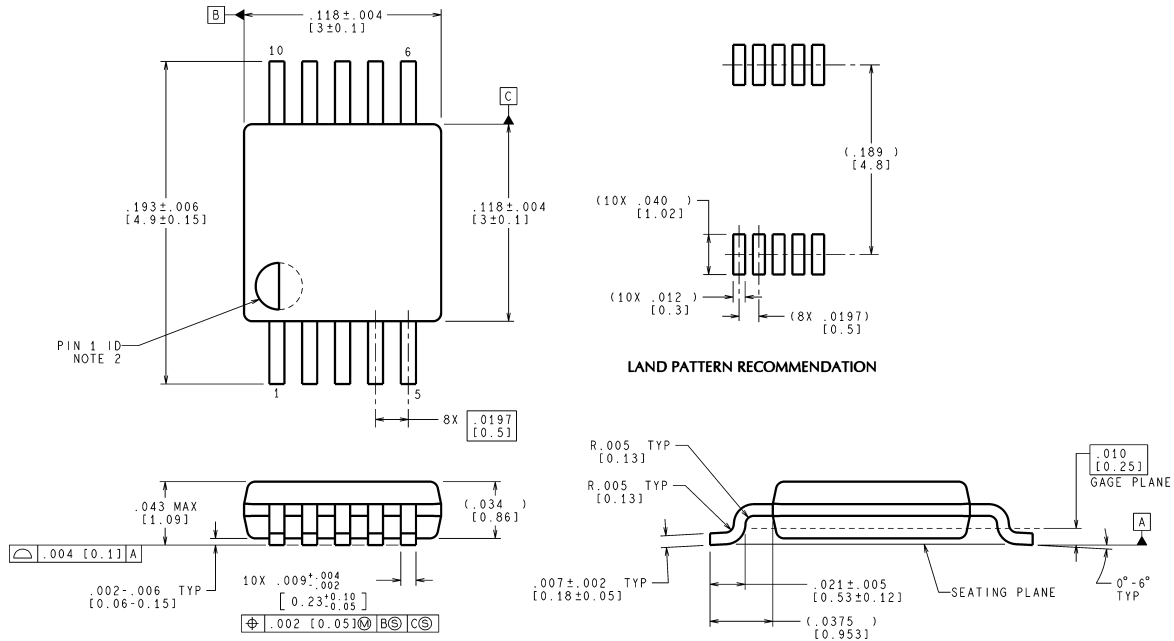 B
.118±.004
[3±0.1]
10
6
C
.193±.006
[4.9±0.15]
.118±.004
[3±0.1]
PIN 1 ID
NOTE 2
1
5
8X .0197
[0.5]
(.189 )
[4.8]
(10X .040 )
[1.02]
(10X .012 )
[0.3]
(8X .0197)
[0.5]
LAND PATTERN RECOMMENDATION
.043 MAX
[1.09]
(.034 )
[0.86]
⌓ .004 [0.1] A
.002-.006 TYP
[0.06-0.15]
10X .009+.004 -.002
[0.23+0.10 -0.05]
⌖ .002 [0.05]Ⓜ BⓈ CⓈ
R.005 TYP
[0.13]
R.005 TYP
[0.13]
.010
[0.25]
GAGE PLANE
A
.007±.002 TYP
[0.18±0.05]
.021±.005
[0.53±0.12]
SEATING PLANE
0°-6°
TYP
(.0375 )
[0.953]